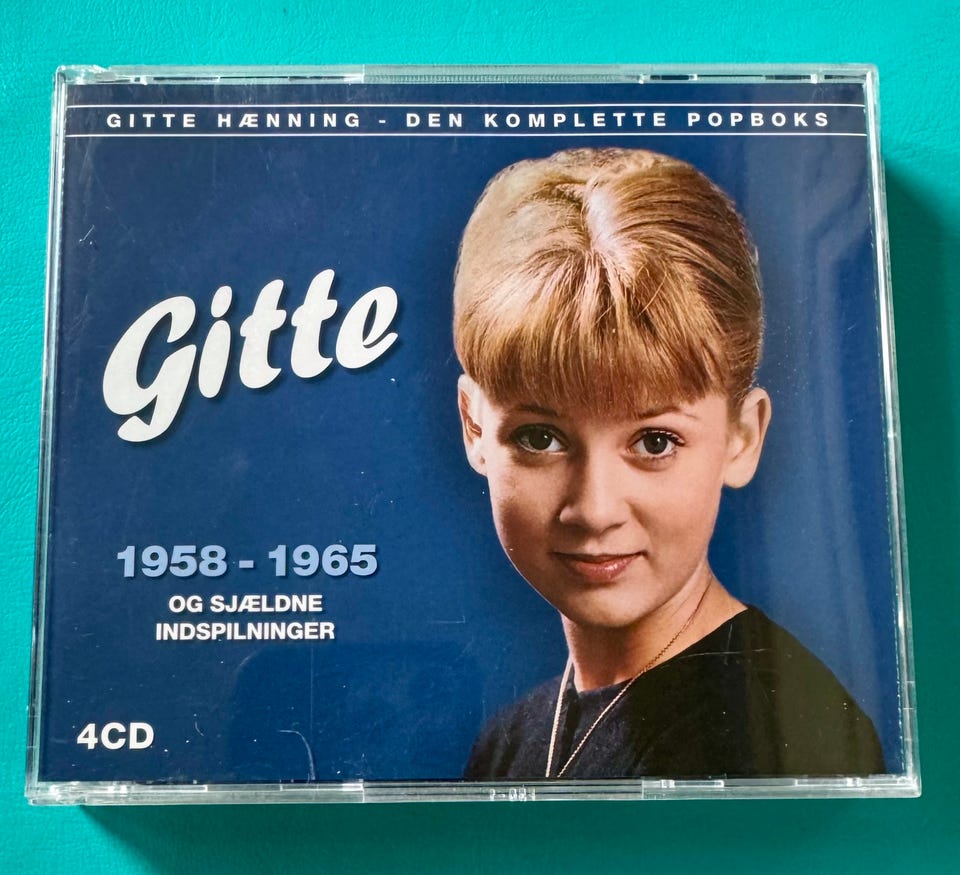 GITTE HÆNNING - DEN KOMPLETTE POPBOKS
Gitte
1958 - 1965
OG SJÆLDNE
INDSPILNINGER
4CD